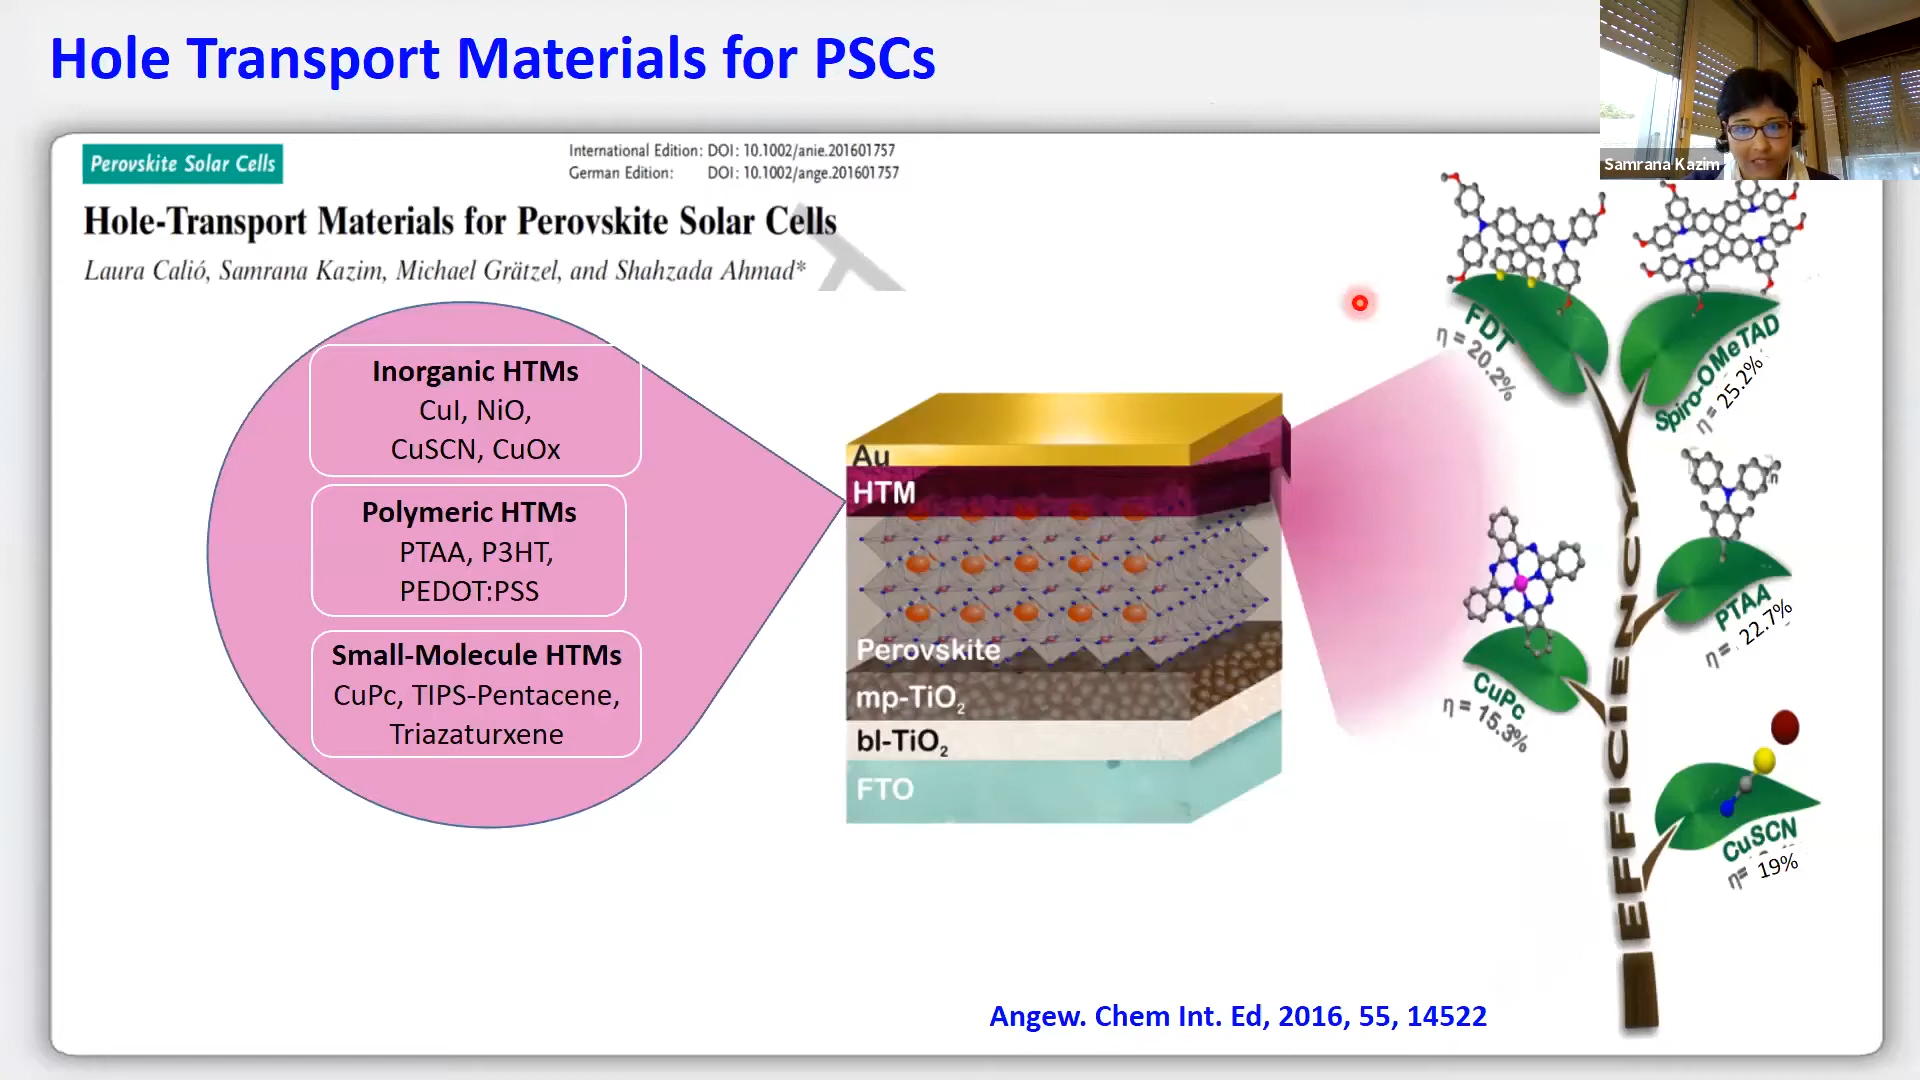 Hole Transport Materials for PSCs
Samrana Kazim
Perovskite Solar Cells
International Edition: DOI: 10.1002/anie.201601757
German Edition: DOI: 10.1002/ange.201601757
Hole-Transport Materials for Perovskite Solar Cells
Laura Calió, Samrana Kazim, Michael Grätzel, and Shahzada Ahmad*
Inorganic HTMs
CuI, NiO,
CuSCN, CuOx
Polymeric HTMs
PTAA, P3HT,
PEDOT:PSS
Small-Molecule HTMs
CuPc, TIPS-Pentacene,
Triazaturxene
Au
HTM
Perovskite
mp-TiO₂
bl-TiO₂
FTO
FDT
η = 20.2%
Spiro-OMeTAD
η = 25.2%
n
PTAA
η = 22.7%
CuPc
η = 15.3%
CuSCN
η= 19%
EFFICIENCY
Angew. Chem Int. Ed, 2016, 55, 14522